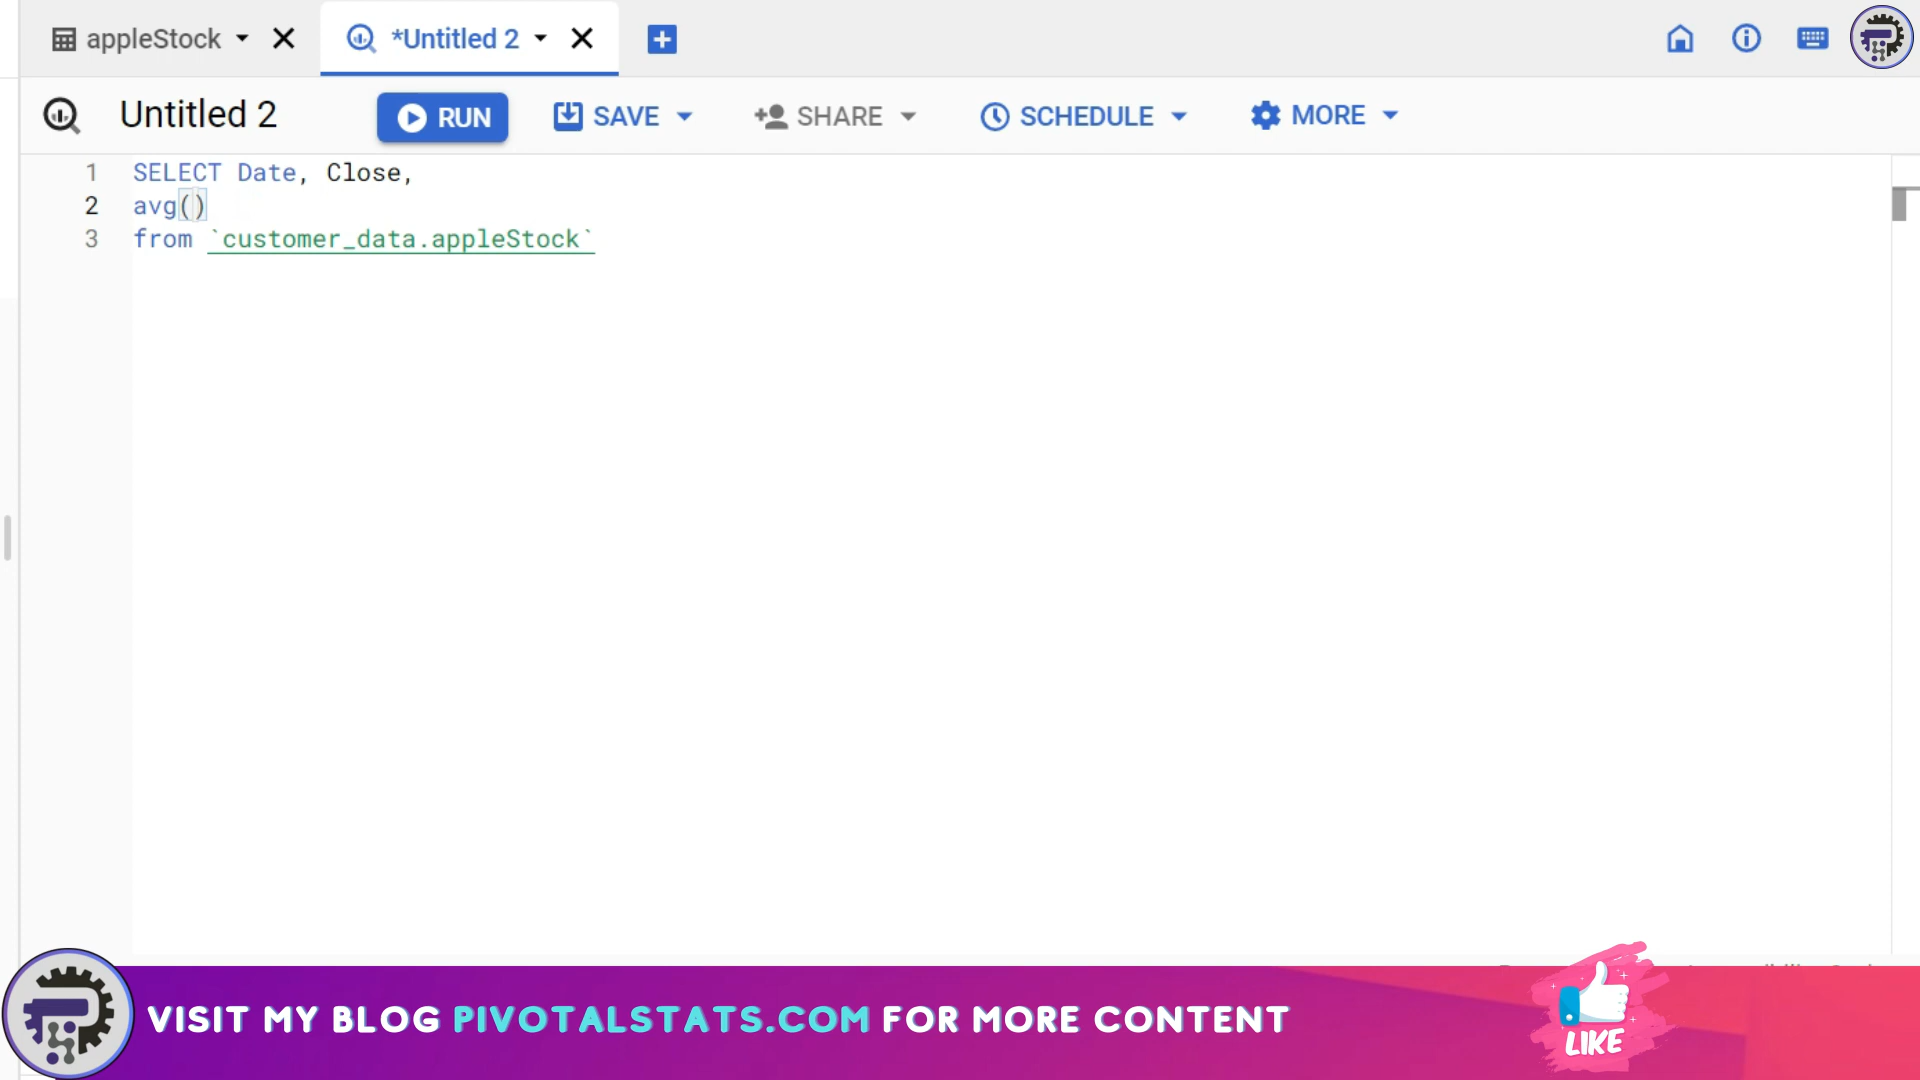 appleStock
*Untitled 2
Untitled 2
RUN
SAVE
SHARE
SCHEDULE
MORE
1 SELECT Date, Close,
2 avg()
3 from `customer_data.appleStock`
VISIT MY BLOG PIVOTALSTATS.COM FOR MORE CONTENT
LIKE